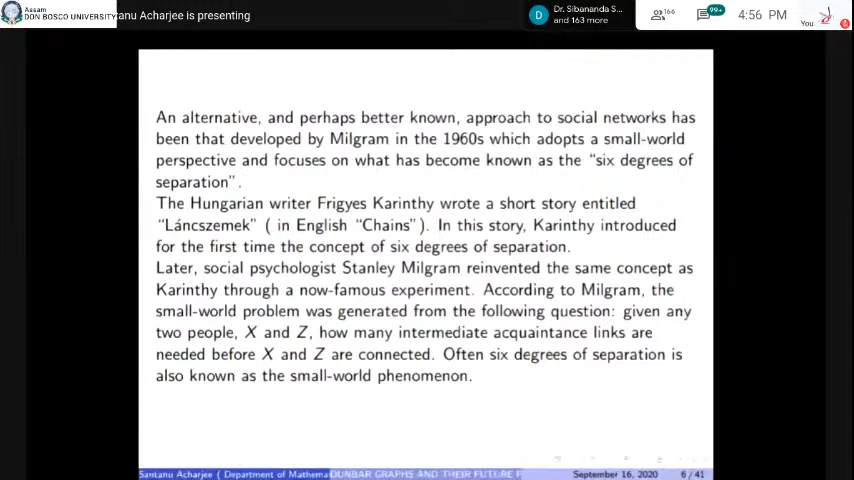 Assam
DON BOSCO UNIVERSITY
tanu Acharjee is presenting
D
Dr. Sibananda S...
and 163 more
166
99+
4:56 PM
You
An alternative, and perhaps better known, approach to social networks has
been that developed by Milgram in the 1960s which adopts a small-world
perspective and focuses on what has become known as the “six degrees of
separation”.
The Hungarian writer Frigyes Karinthy wrote a short story entitled
“Láncszemek” ( in English “Chains”). In this story, Karinthy introduced
for the first time the concept of six degrees of separation.
Later, social psychologist Stanley Milgram reinvented the same concept as
Karinthy through a now-famous experiment. According to Milgram, the
small-world problem was generated from the following question: given any
two people, X and Z, how many intermediate acquaintance links are
needed before X and Z are connected. Often six degrees of separation is
also known as the small-world phenomenon.
Santanu Acharjee ( Department of Mathema DUNBAR GRAPHS AND THEIR FUTURE September 16, 2020 6 / 41